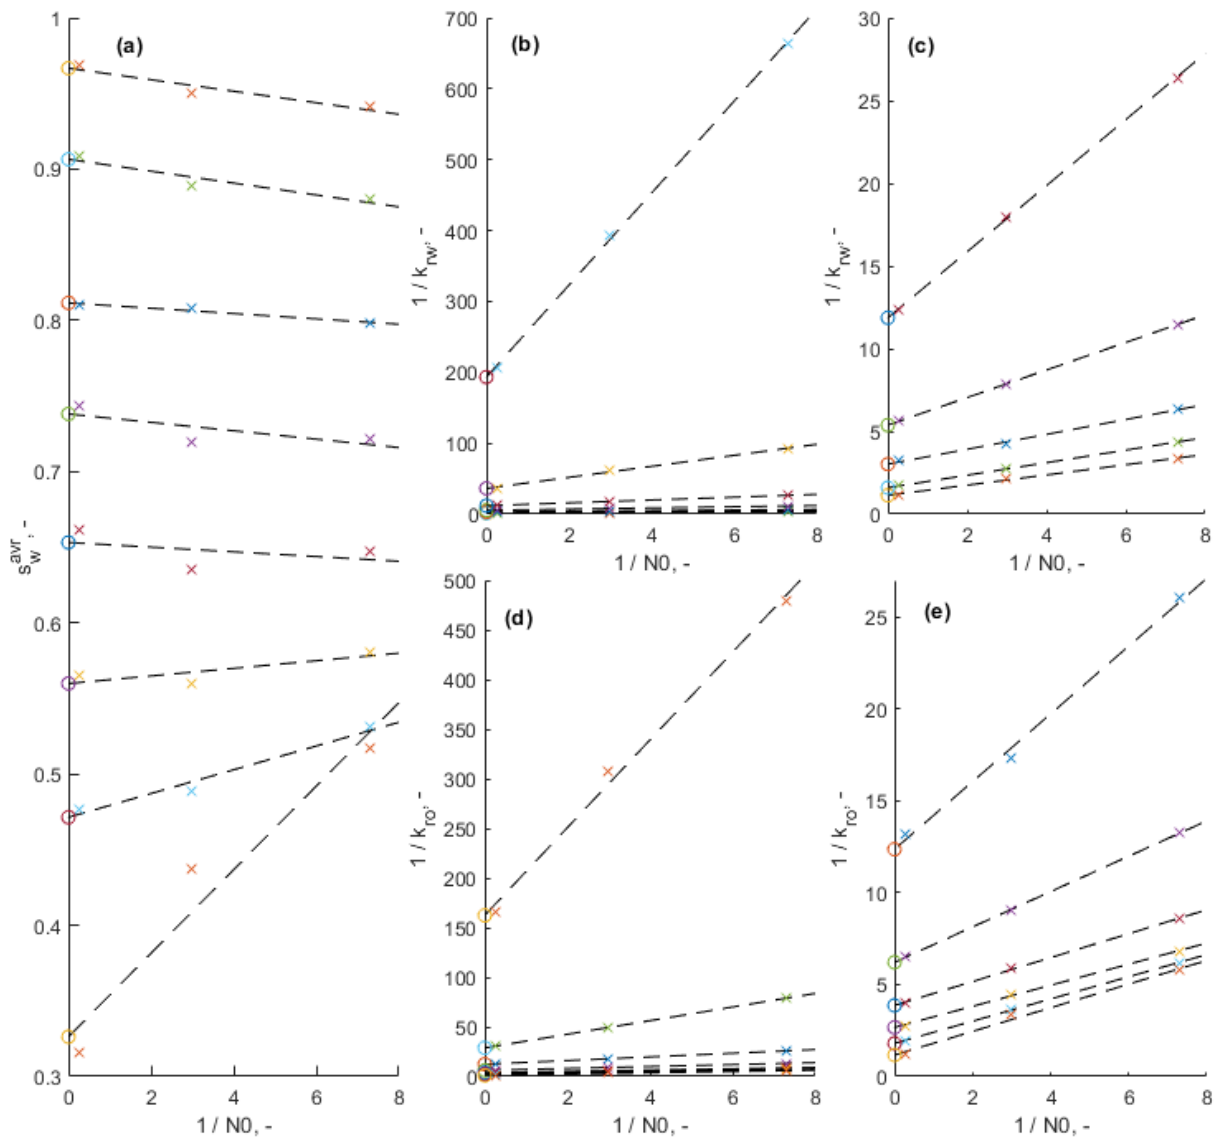 (a)
1
0.9
0.8
0.7
0.6
0.5
0.4
0.3
0 2 4 6 8
s_w^avr, -
1 / N0, -
(b)
700
600
500
400
300
200
100
0
0 2 4 6 8
1 / k_rw, -
1 / N0, -
(c)
30
25
20
15
10
5
0
0 2 4 6 8
1 / k_rw, -
1 / N0, -
(d)
500
450
400
350
300
250
200
150
100
50
0
0 2 4 6 8
1 / k_ro, -
1 / N0, -
(e)
25
20
15
10
5
0
0 2 4 6 8
1 / k_ro, -
1 / N0, -